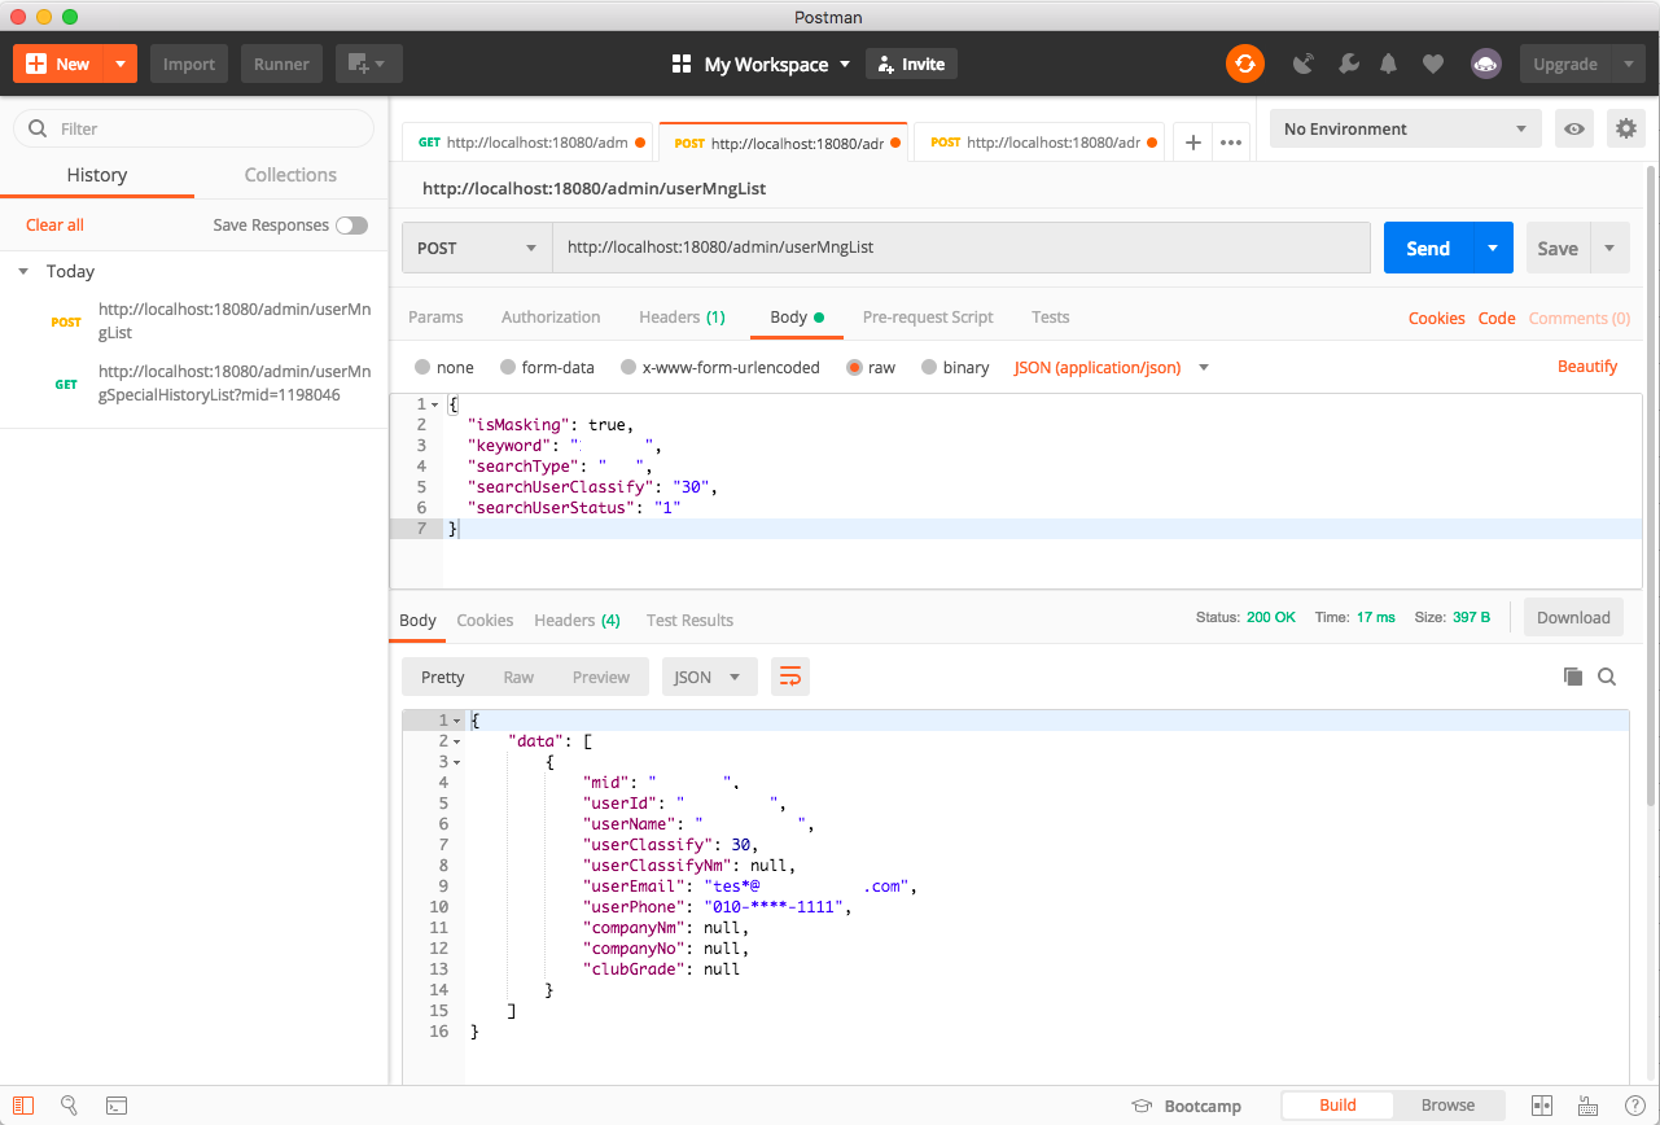 Postman
New
Import
Runner
My Workspace
Invite
Upgrade
Filter
History
Collections
Clear all
Save Responses
Today
POST
http://localhost:18080/admin/userMn
gList
GET
http://localhost:18080/admin/userMn
gSpecialHistoryList?mid=1198046
GET http://localhost:18080/adm
POST http://localhost:18080/adr
POST http://localhost:18080/adr
No Environment
http://localhost:18080/admin/userMngList
POST
http://localhost:18080/admin/userMngList
Send
Save
Params
Authorization
Headers (1)
Body
Pre-request Script
Tests
Cookies
Code
Comments (0)
none
form-data
x-www-form-urlencoded
raw
binary
JSON (application/json)
Beautify
1 {
2 "isMasking": true,
3 "keyword": " ",
4 "searchType": " ",
5 "searchUserClassify": "30",
6 "searchUserStatus": "1"
7 }
Body
Cookies
Headers (4)
Test Results
Status: 200 OK
Time: 17 ms
Size: 397 B
Download
Pretty
Raw
Preview
JSON
1 {
2 "data": [
3 {
4 "mid": " ",
5 "userId": " ",
6 "userName": " ",
7 "userClassify": 30,
8 "userClassifyNm": null,
9 "userEmail": "tes*@ .com",
10 "userPhone": "010-****-1111",
11 "companyNm": null,
12 "companyNo": null,
13 "clubGrade": null
14 }
15 ]
16 }
Bootcamp
Build
Browse